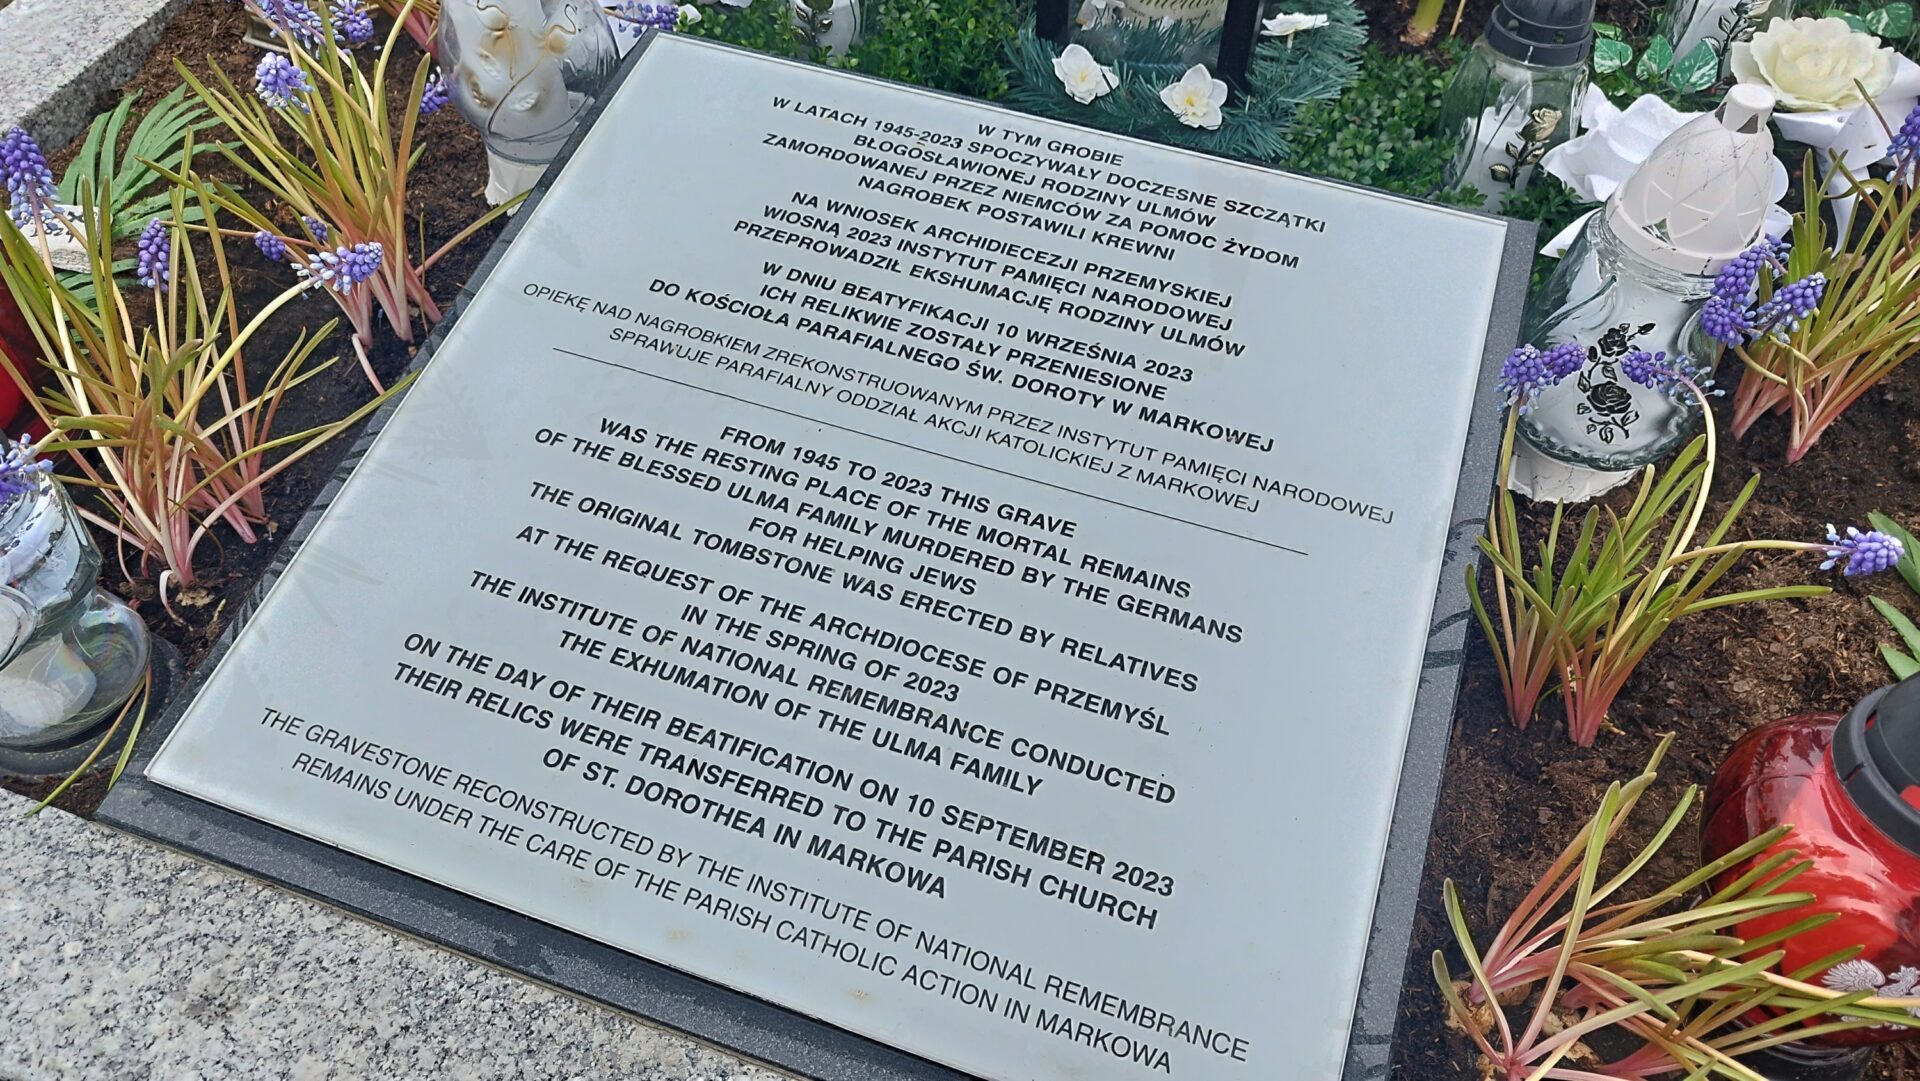 W TYM GROBIE
W LATACH 1945-2023 SPOCZYWAŁY DOCZESNE SZCZĄTKI
BŁOGOSŁAWIONEJ RODZINY ULMÓW
ZAMORDOWANEJ PRZEZ NIEMCÓW ZA POMOC ŻYDOM
NAGROBEK POSTAWILI KREWNI
NA WNIOSEK ARCHIDIECEZJI PRZEMYSKIEJ
WIOSNĄ 2023 INSTYTUT PAMIĘCI NARODOWEJ
PRZEPROWADZIŁ EKSHUMACJĘ RODZINY ULMÓW
W DNIU BEATYFIKACJI 10 WRZEŚNIA 2023
ICH RELIKWIE ZOSTAŁY PRZENIESIONE
DO KOŚCIOŁA PARAFIALNEGO ŚW. DOROTY W MARKOWEJ
OPIEKĘ NAD NAGROBKIEM ZREKONSTRUOWANYM PRZEZ INSTYTUT PAMIĘCI NARODOWEJ
SPRAWUJE PARAFIALNY ODDZIAŁ AKCJI KATOLICKIEJ Z MARKOWEJ
FROM 1945 TO 2023 THIS GRAVE
WAS THE RESTING PLACE OF THE MORTAL REMAINS
OF THE BLESSED ULMA FAMILY MURDERED BY THE GERMANS
FOR HELPING JEWS
THE ORIGINAL TOMBSTONE WAS ERECTED BY RELATIVES
AT THE REQUEST OF THE ARCHDIOCESE OF PRZEMYŚL
IN THE SPRING OF 2023
THE INSTITUTE OF NATIONAL REMEMBRANCE CONDUCTED
THE EXHUMATION OF THE ULMA FAMILY
ON THE DAY OF THEIR BEATIFICATION ON 10 SEPTEMBER 2023
THEIR RELICS WERE TRANSFERRED TO THE PARISH CHURCH
OF ST. DOROTHEA IN MARKOWA
THE GRAVESTONE RECONSTRUCTED BY THE INSTITUTE OF NATIONAL REMEMBRANCE
REMAINS UNDER THE CARE OF THE PARISH CATHOLIC ACTION IN MARKOWA